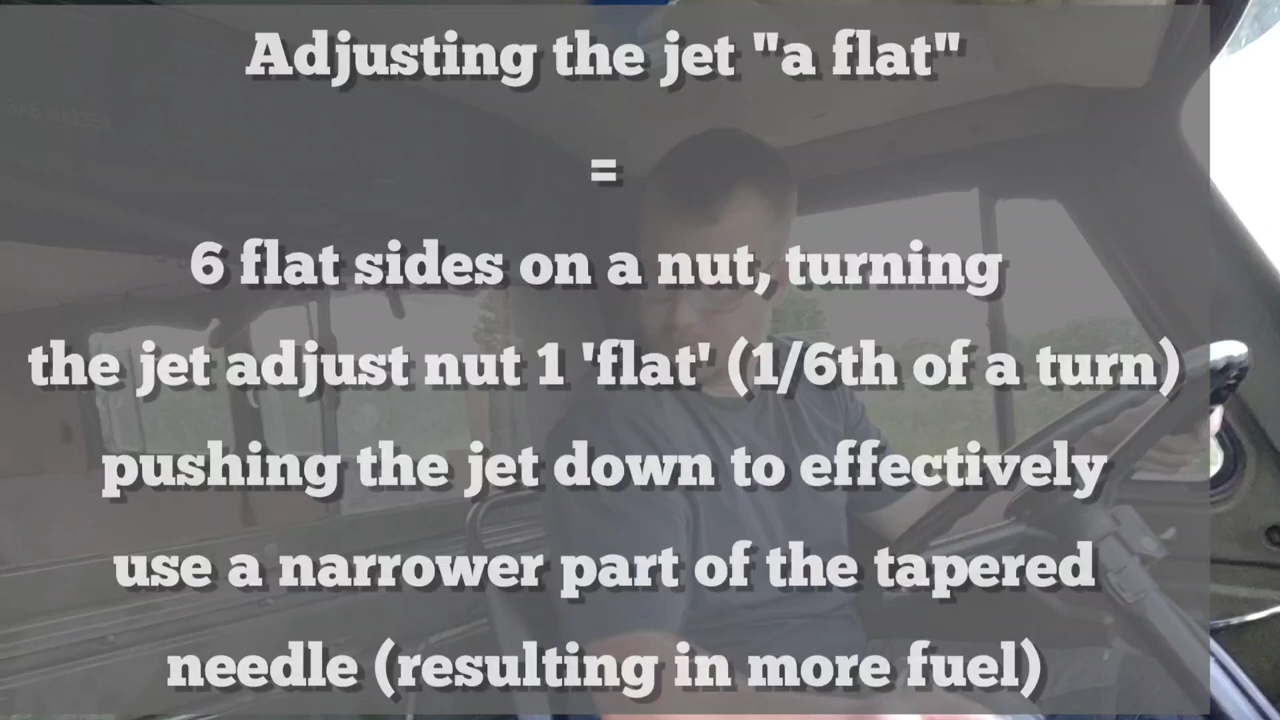 Adjusting the jet "a flat"
=
6 flat sides on a nut, turning
the jet adjust nut 1 'flat' (1/6th of a turn)
pushing the jet down to effectively
use a narrower part of the tapered
needle (resulting in more fuel)